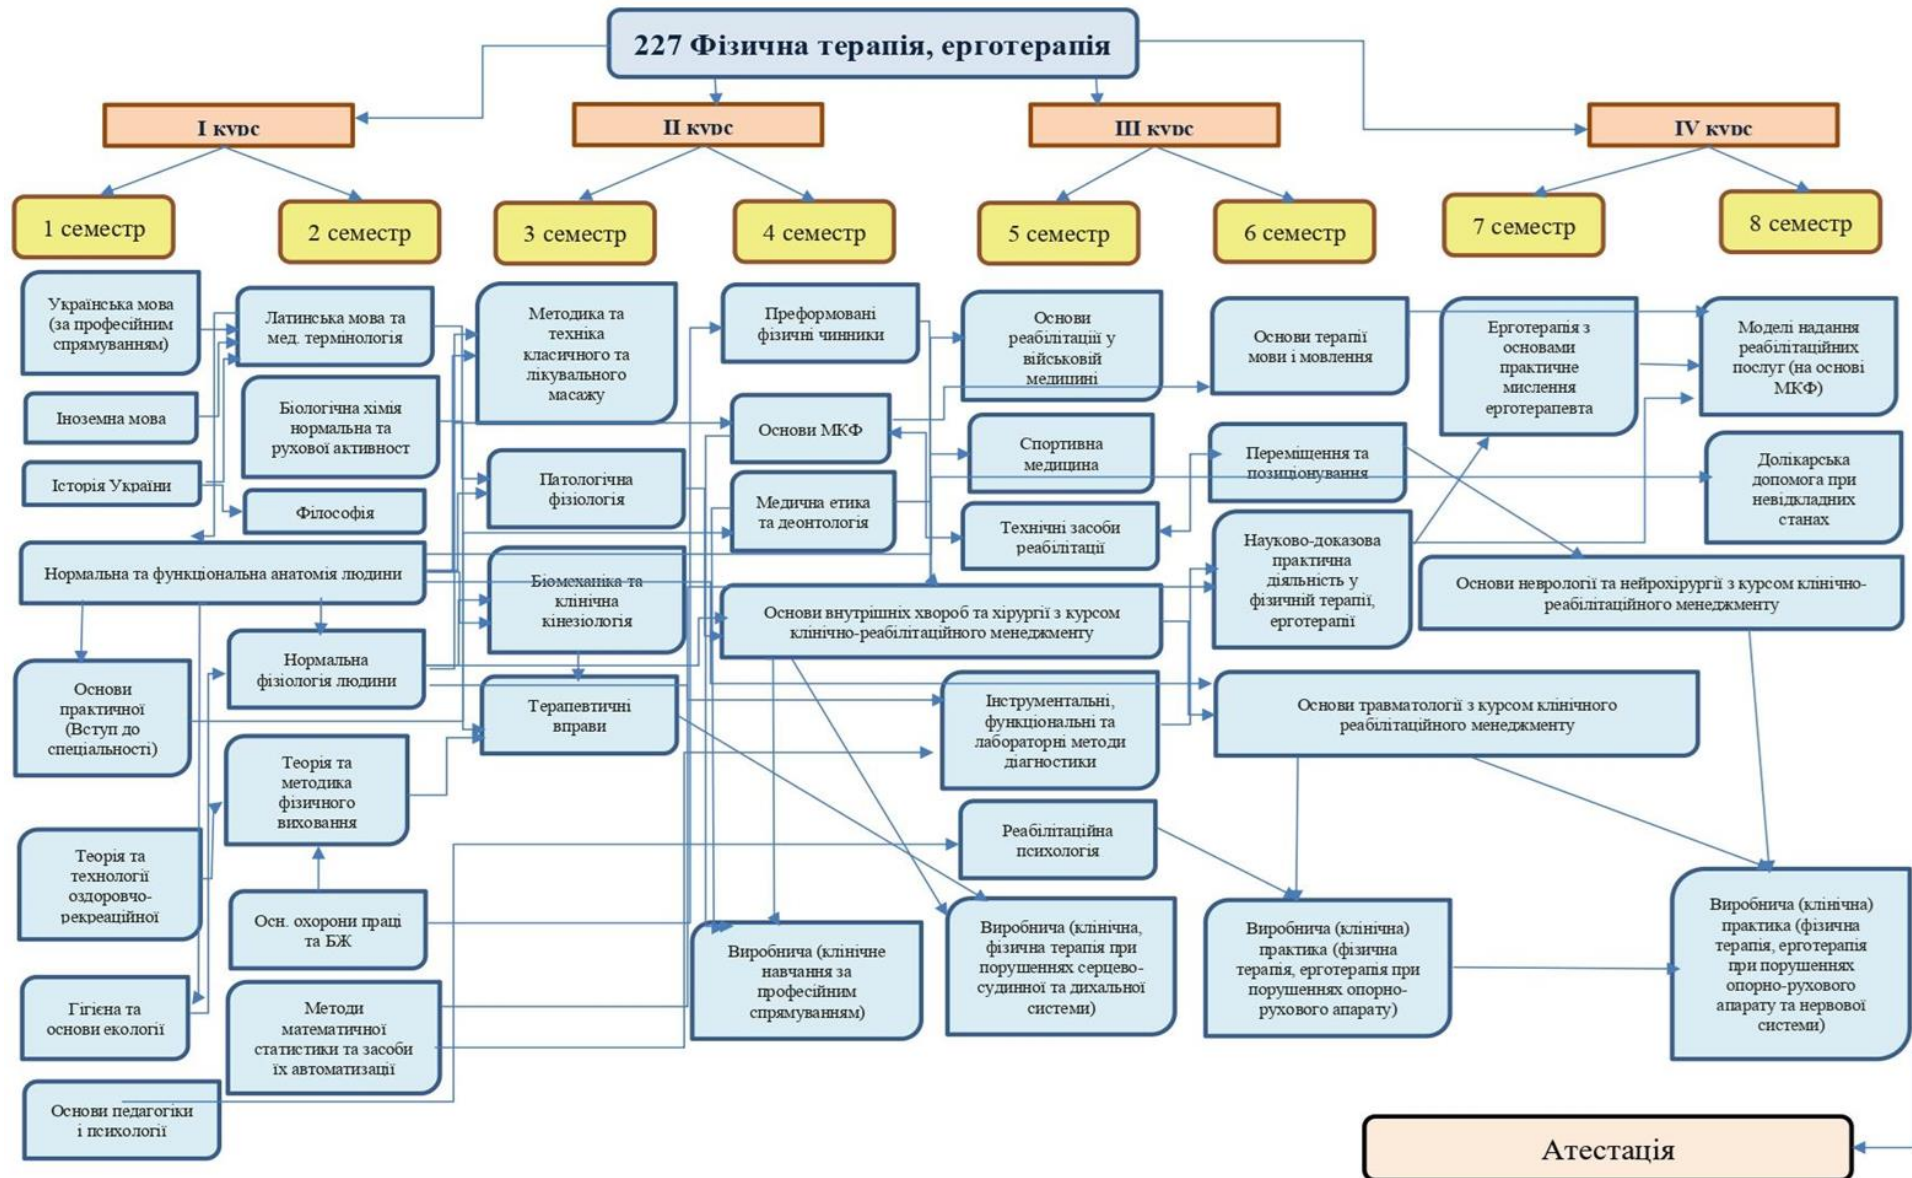 227 Фізична терапія, ерготерапія
I курс
II курс
III курс
IV курс
1 семестр
2 семестр
3 семестр
4 семестр
5 семестр
6 семестр
7 семестр
8 семестр
Українська мова
(за професійним
спрямуванням)
Іноземна мова
Історія України
Нормальна та функціональна анатомія людини
Основи
практичної
(Вступ до
спеціальності)
Теорія та
технології
оздоровчо-
рекреаційної
Гігієна та
основи екології
Основи педагогіки
і психології
Латинська мова та
мед. термінологія
Біологічна хімія
нормальна та
рухової активност
Філософія
Нормальна
фізіологія людини
Теорія та
методика
фізичного
виховання
Осн. охорони праці
та БЖ
Методи
математичної
статистики та засоби
їх автоматизації
Методика та
техніка
класичного та
лікувального
масажу
Патологічна
фізіологія
Біомеханіка та
клінічна
кінезіологія
Терапевтичні
вправи
Преформовані
фізичні чинники
Основи МКФ
Медична етика
та деонтологія
Основи внутрішніх хвороб та хірургії з курсом
клінічно-реабілітаційного менеджменту
Виробнича (клінічне
навчання за
професійним
спрямуванням)
Основи
реабілітаціїї у
військовій
медицині
Спортивна
медицина
Технічні засоби
реабілітації
Інструментальні,
функціональні та
лабораторні методи
діагностики
Реабілітаційна
психологія
Виробнича (клінічна,
фізична терапія при
порушеннях серцево-
судинної та дихальної
системи)
Основи терапії
мови і мовлення
Переміщення та
позиціонування
Науково-доказова
практична
діяльність у
фізичній терапії,
ерготерапії
Основи травматології з курсом клінічного
реабілітаційного менеджменту
Виробнича (клінічна)
практика (фізична
терапія, ерготерапія при
порушеннях опорно-
рухового апарату)
Ерготерапія з
основами
практичне
мислення
ерготерапевта
Основи неврології та нейрохірургії з курсом клінічно-
реабілітаційного менеджменту
Моделі надання
реабілітаційних
послуг (на основі
МКФ)
Долікарська
допомога при
невідкладних
станах
Виробнича (клінічна)
практика (фізична
терапія, ерготерапія
при порушеннях
опорно-рухового
апарату та нервової
системи)
Атестація